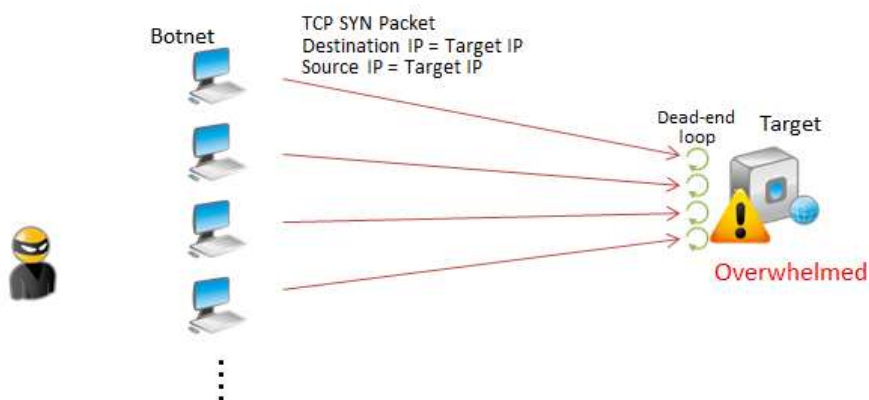 Botnet
TCP SYN Packet
Destination IP = Target IP
Source IP = Target IP
Dead-end
loop
Target
Overwhelmed